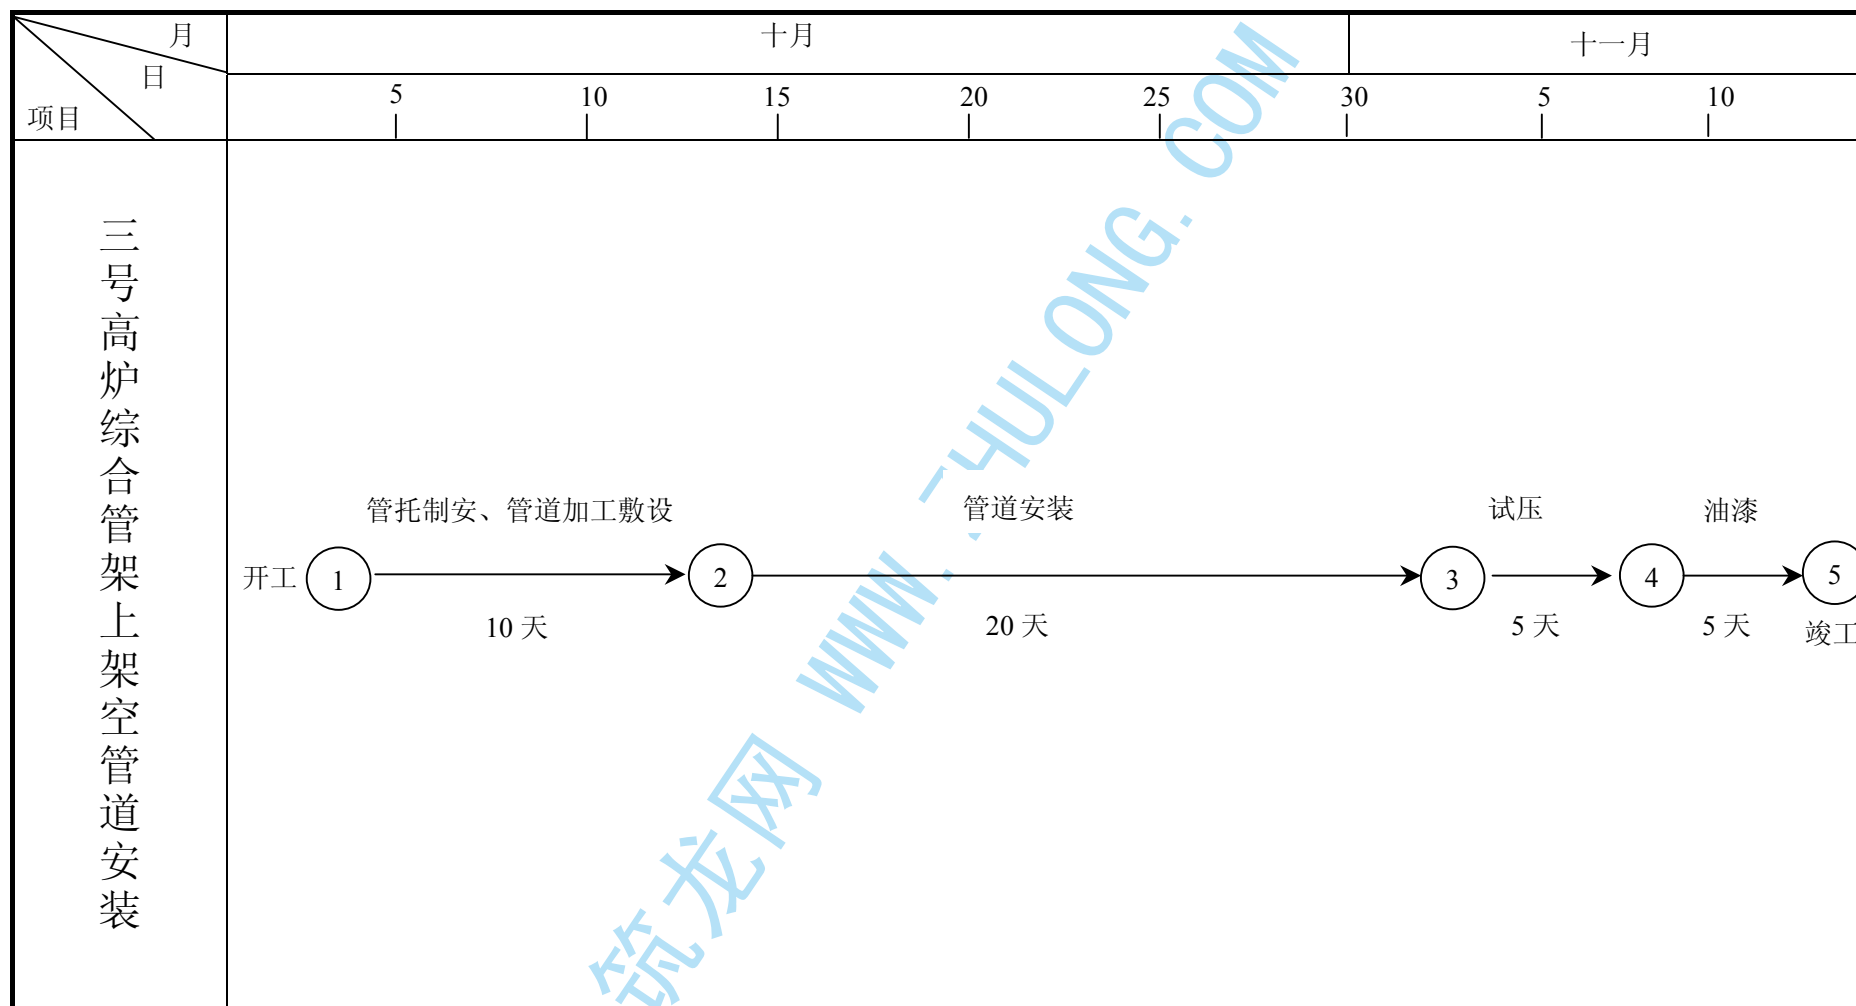 月
日
项目
十月
十一月
5 10 15 20 25 30 5 10
三号高炉综合管架上架空管道安装
管托制安、管道加工敷设 管道安装 试压 油漆
开工 1 2 3 4 5
10 天 20 天 5 天 5 天 竣工
筑龙网 WWW.ZHULONG.COM